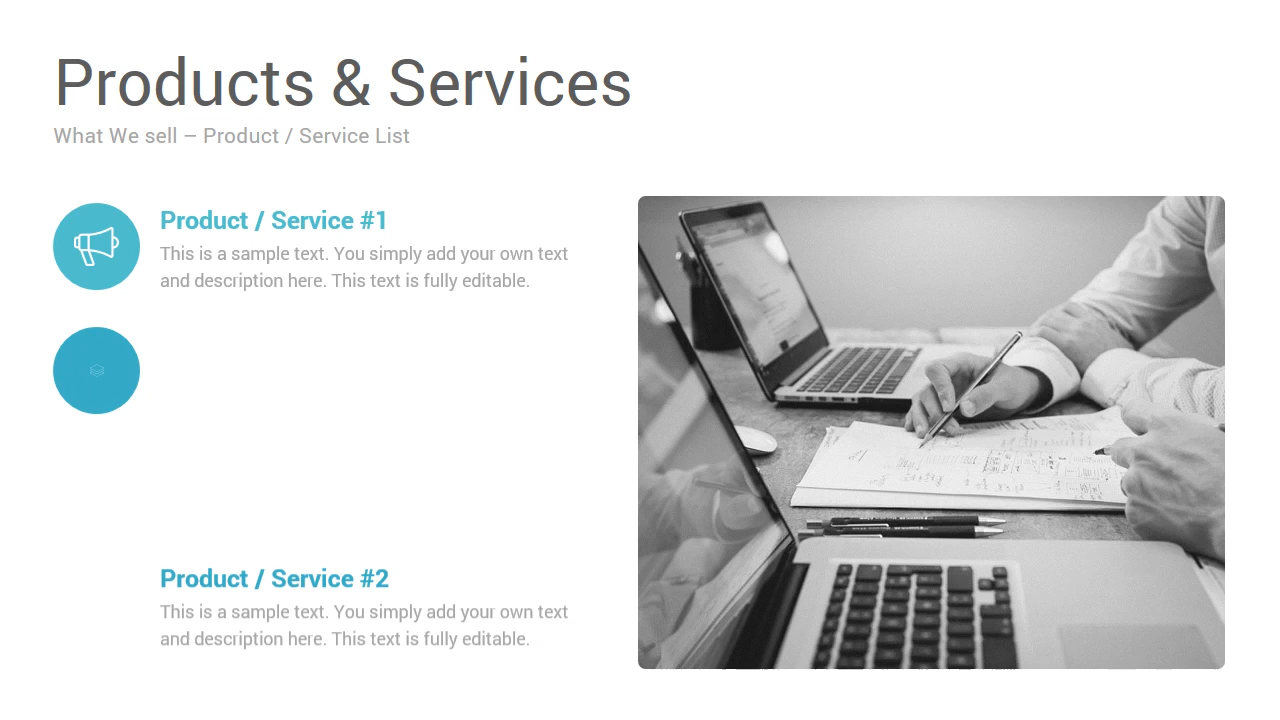 Products & Services
What We sell – Product / Service List
Product / Service #1
This is a sample text. You simply add your own text
and description here. This text is fully editable.
Product / Service #2
This is a sample text. You simply add your own text
and description here. This text is fully editable.